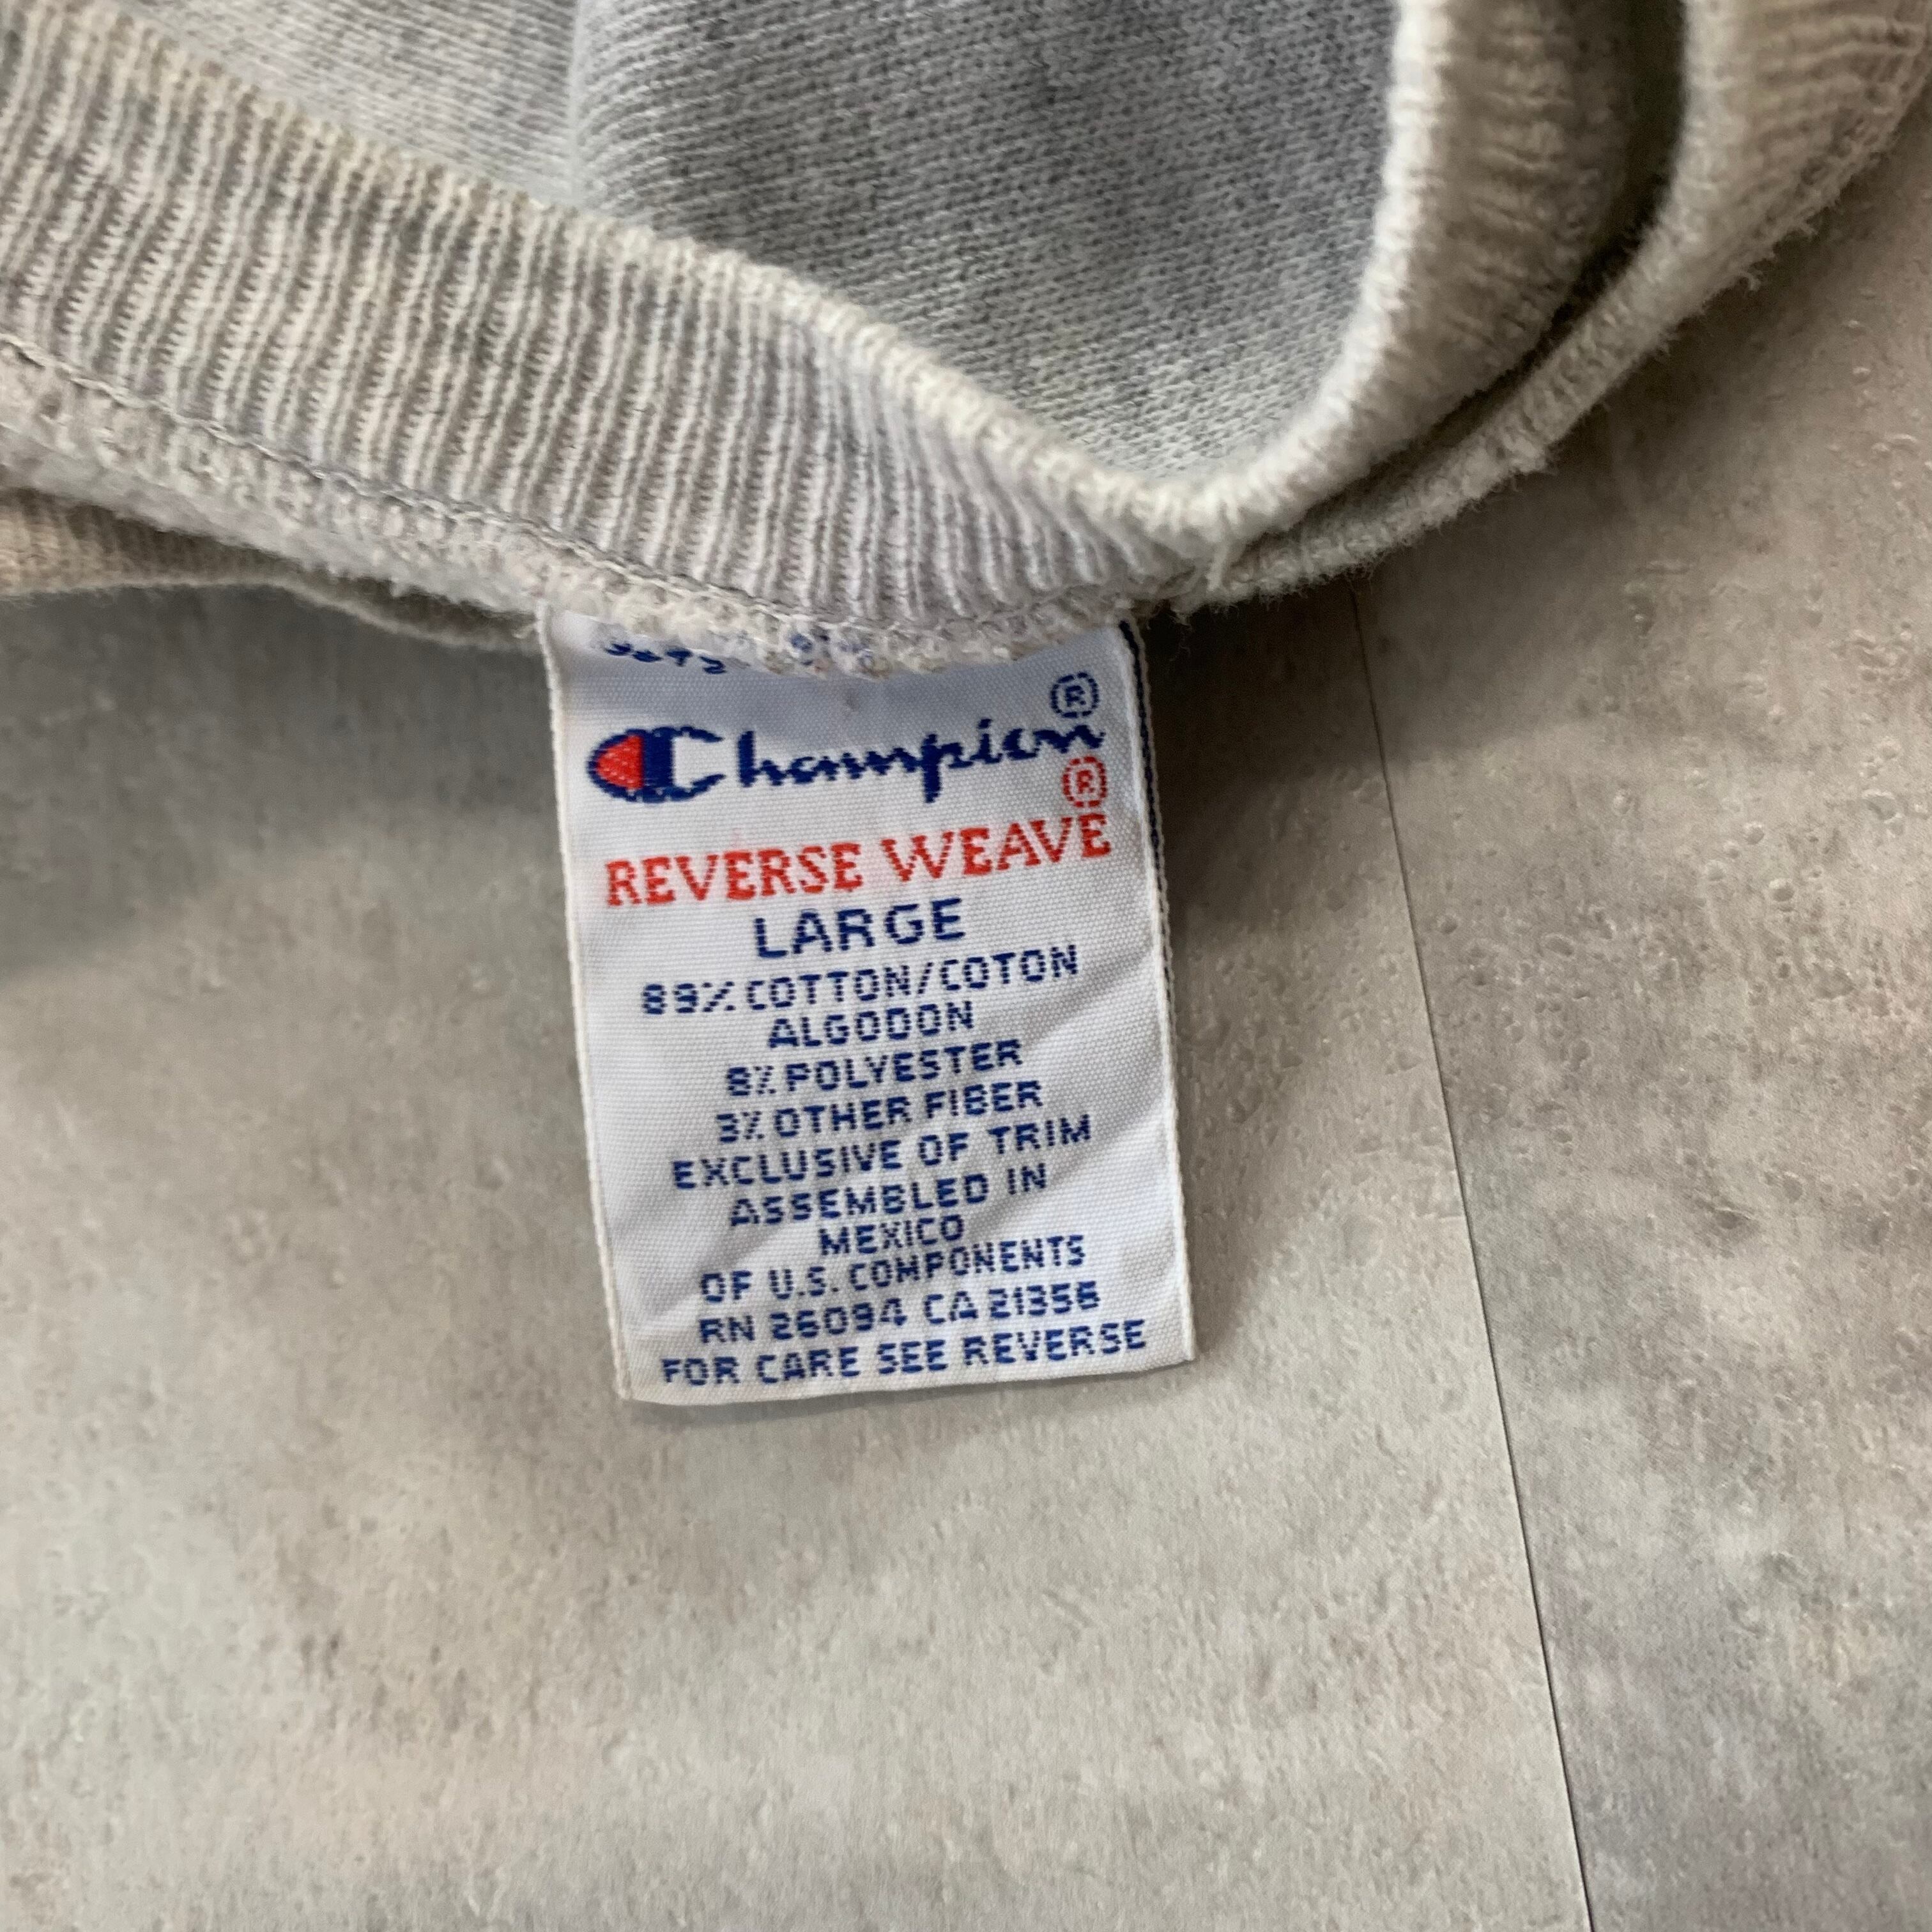 Champion®
®
REVERSE WEAVE
LARGE
89% COTTON/COTON
ALGODON
8% POLYESTER
3% OTHER FIBER
EXCLUSIVE OF TRIM
ASSEMBLED IN
MEXICO
OF U.S. COMPONENTS
RN 26094 CA 21356
FOR CARE SEE REVERSE